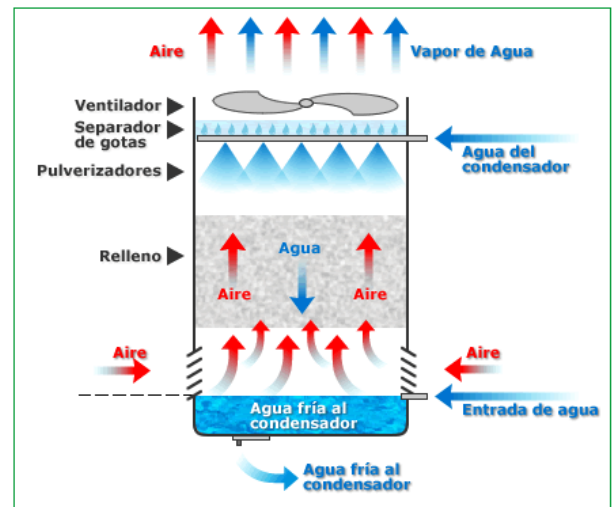 Aire
Vapor de Agua
Ventilador
Separador
de gotas
Agua del
condensador
Pulverizadores
Relleno
Agua
Aire
Aire
Aire
Aire
Agua fría al
condensador
Entrada de agua
Agua fría al
condensador